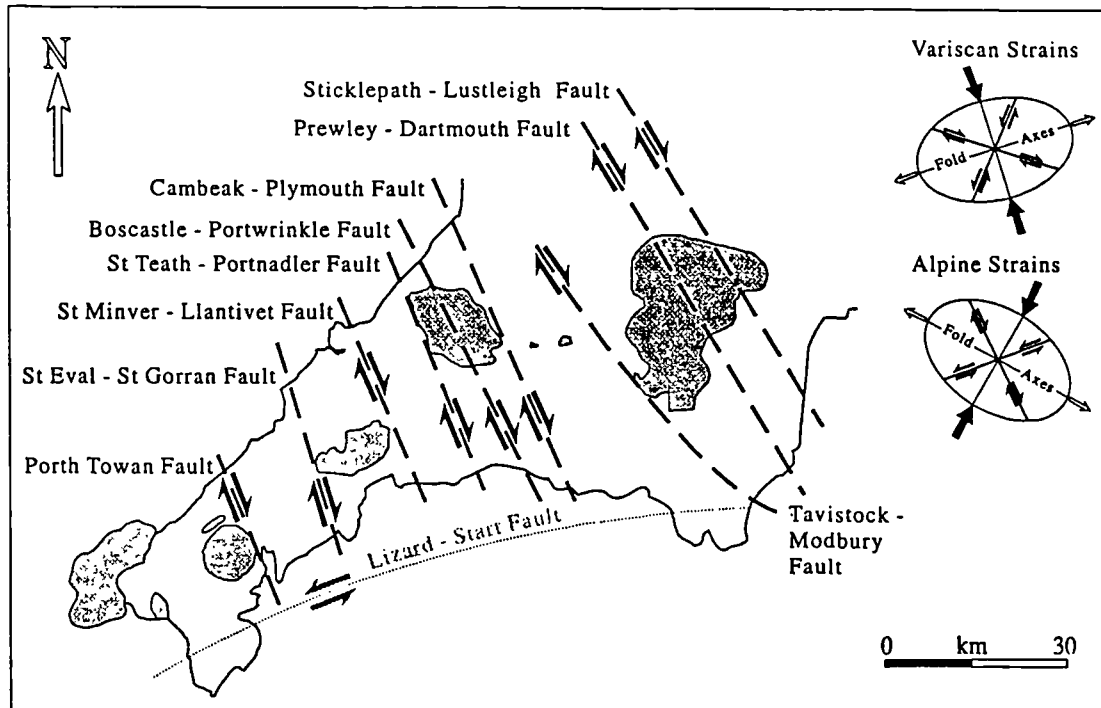 N
Sticklepath - Lustleigh Fault
Prewley - Dartmouth Fault
Cambeak - Plymouth Fault
Boscastle - Portwrinkle Fault
St Teath - Portnadler Fault
St Minver - Llantivet Fault
St Eval - St Gorran Fault
Porth Towan Fault
Lizard - Start Fault
Tavistock -
Modbury
Fault
Variscan Strains
Fold Axes
Alpine Strains
Fold Axes
0 km 30